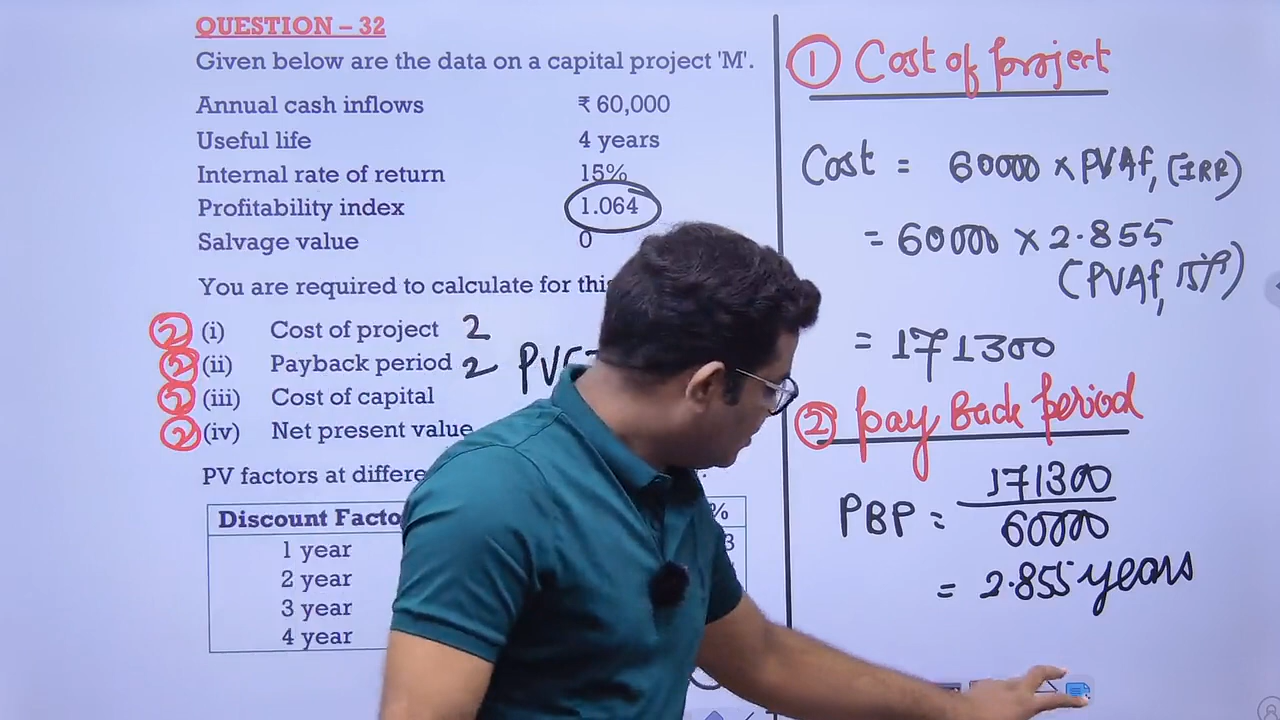 QUESTION – 32
Given below are the data on a capital project 'M'.
Annual cash inflows ₹ 60,000
Useful life 4 years
Internal rate of return 15%
Profitability index 1.064
Salvage value 0
You are required to calculate for this
2 (i) Cost of project 2
2 (ii) Payback period 2 PV
2 (iii) Cost of capital
2 (iv) Net present value
PV factors at differe
Discount Facto %
1 year 3
2 year
3 year
4 year
1 Cost of project
Cost = 60000 × PVAf, (IRR)
= 60000 × 2.855
(PVAf, 15%)
= 171300
2 Pay Back period
PBP = 171300
60000
= 2.855 years